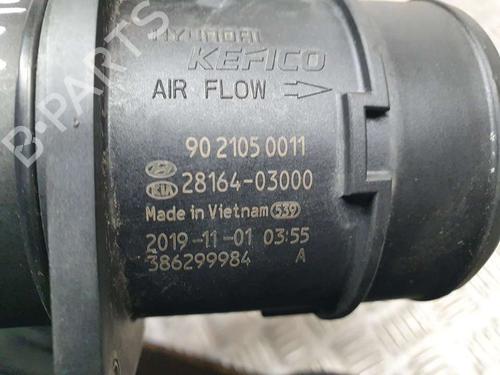 HYUNDAI
KEFICO
AIR FLOW
90 2105 0011
KIA 28164-03000
Made in Vietnam 539
2019-11-01 03:55
386299984 A
B-PARTS